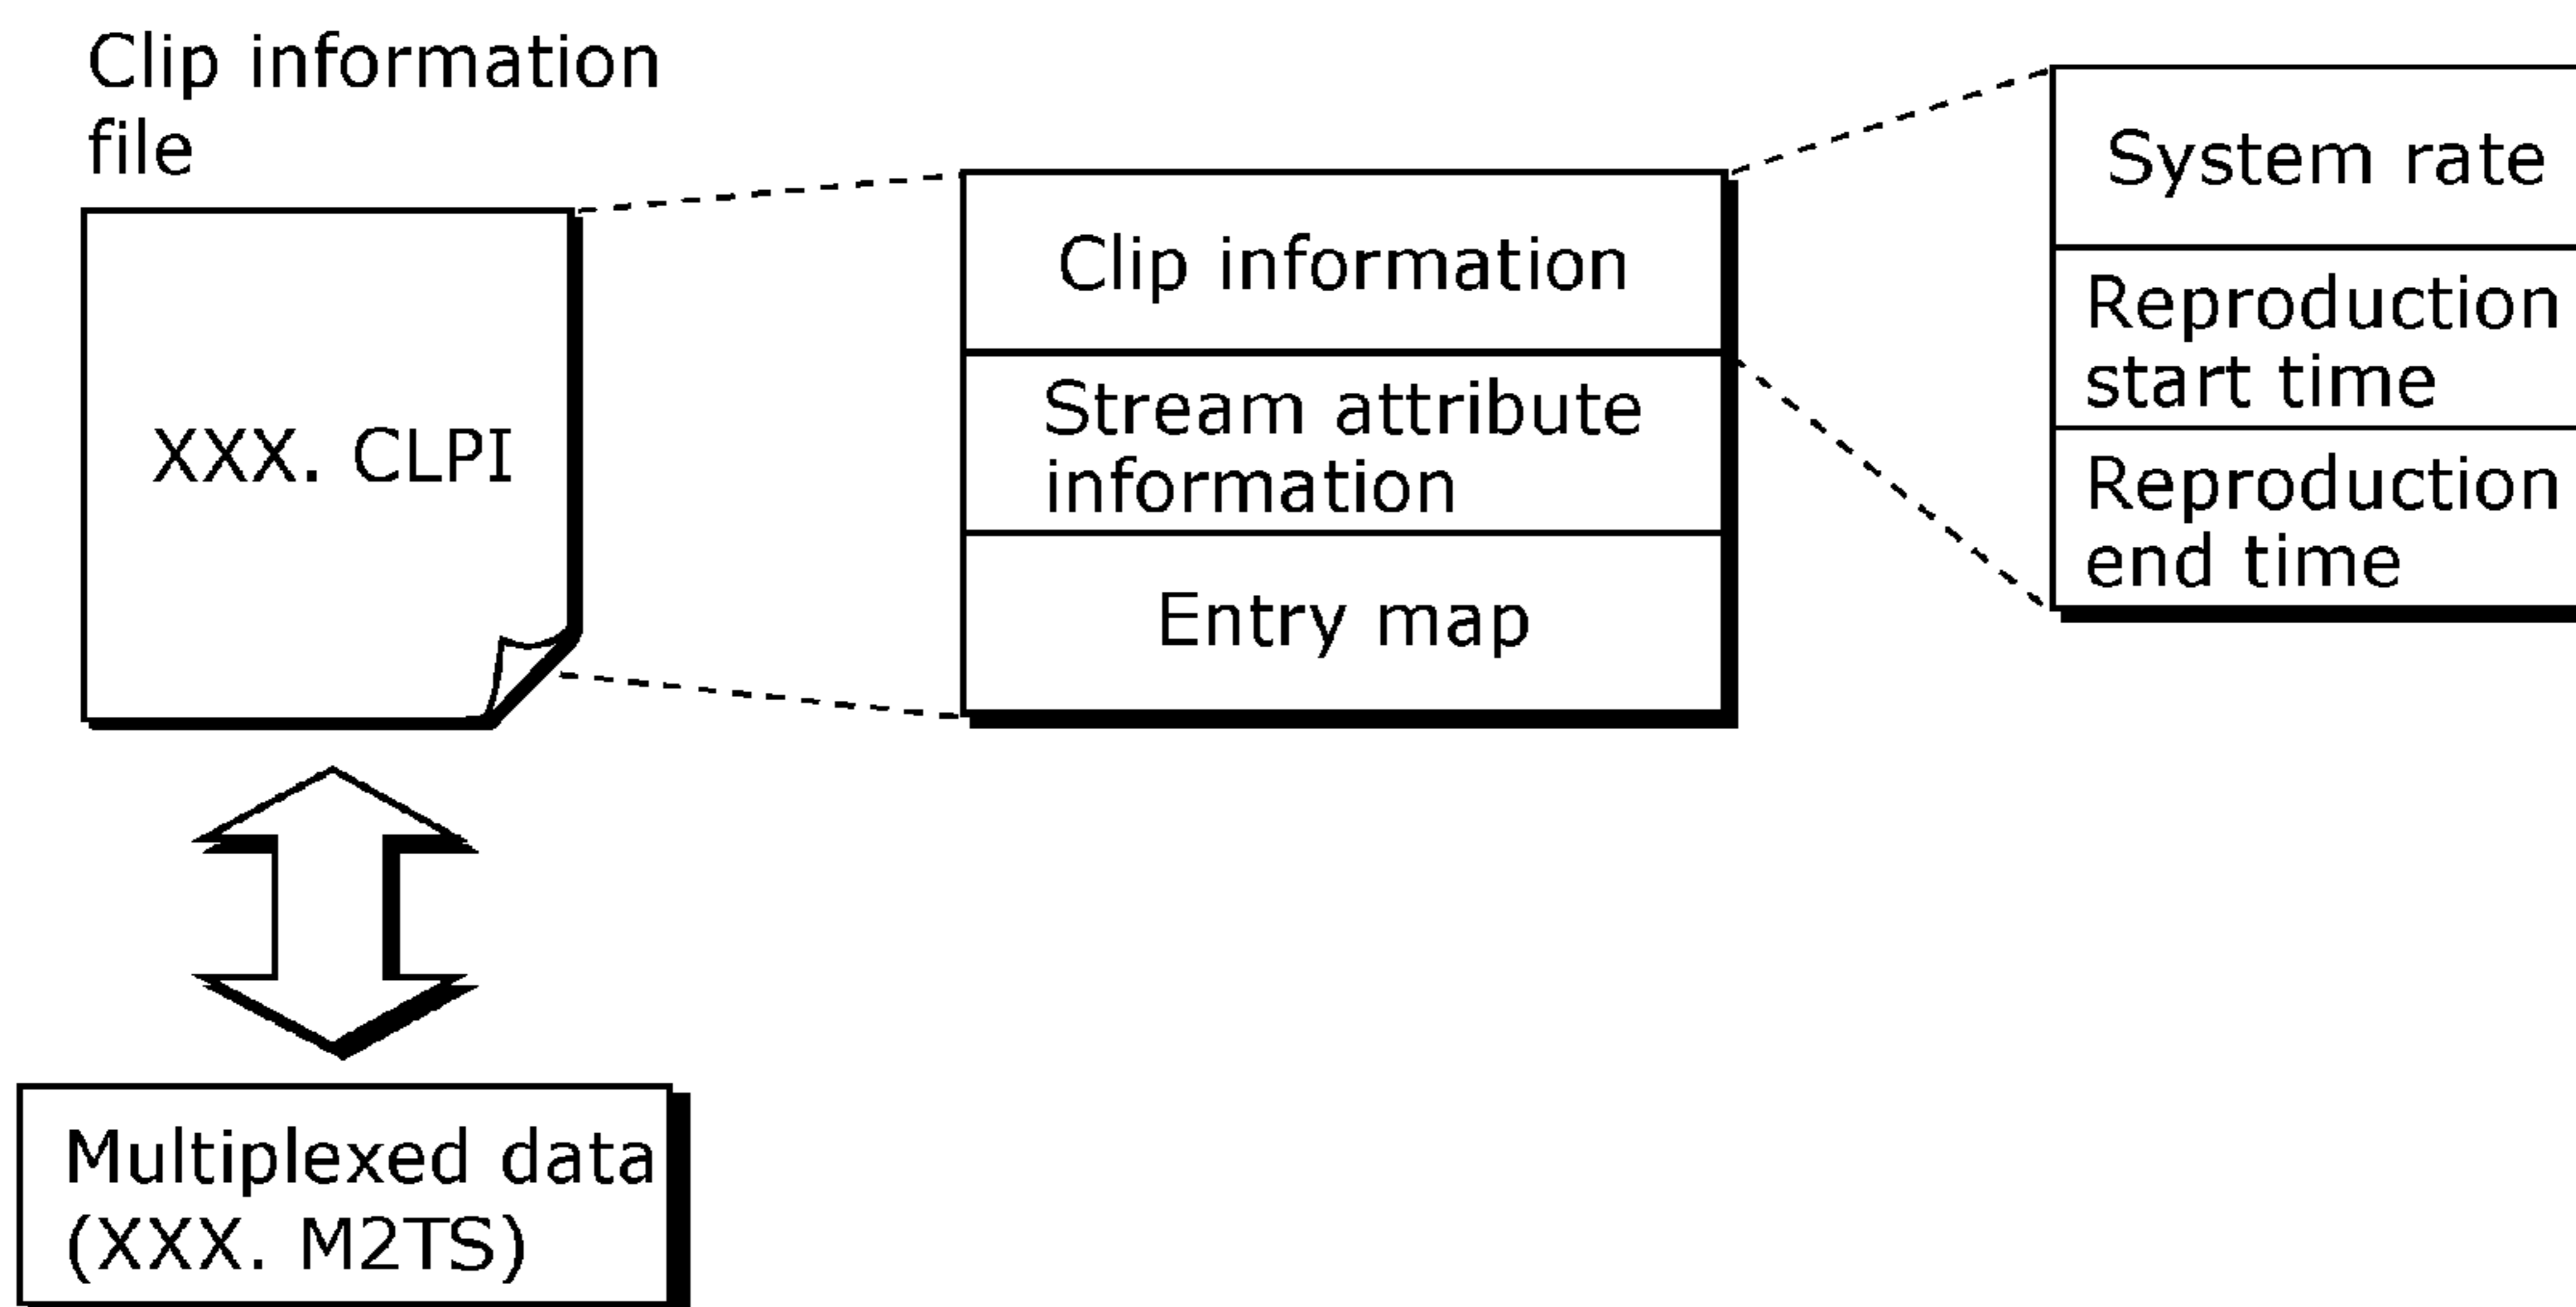 Clip information
file
XXX. CLPI
Clip information
Stream attribute
information
Entry map
System rate
Reproduction
start time
Reproduction
end time
Multiplexed data
(XXX. M2TS)